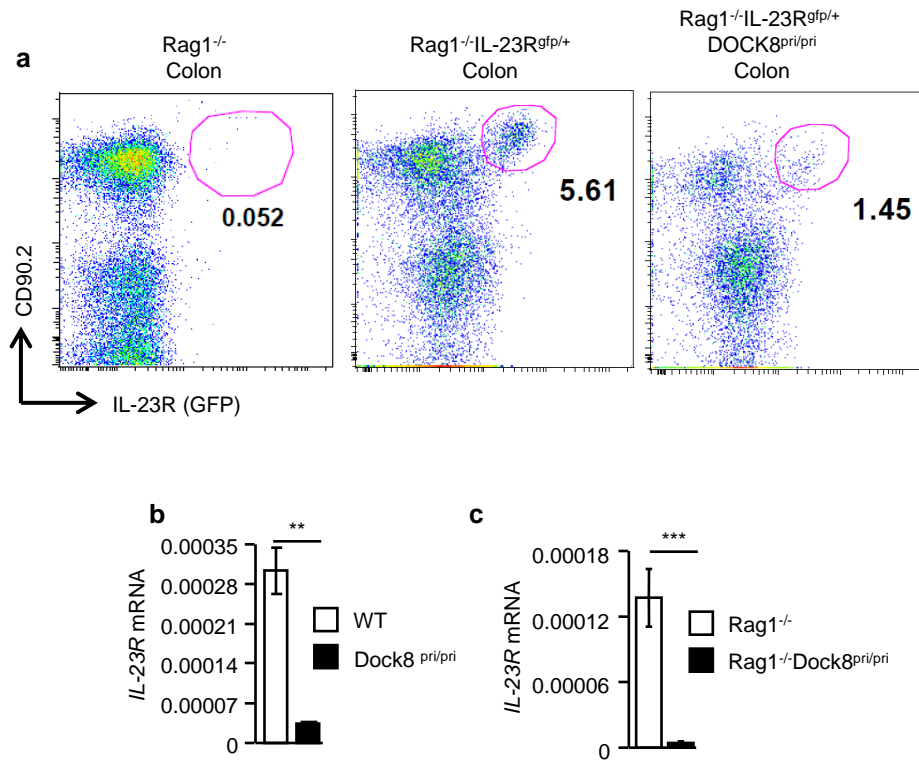 a
Rag1-/-
Colon
Rag1-/-IL-23Rgfp/+
Colon
Rag1-/-IL-23Rgfp/+
DOCK8pri/pri
Colon
0.052
5.61
1.45
CD90.2
IL-23R (GFP)
b
**
0.00035
0.00028
0.00021
0.00014
0.00007
0
IL-23R mRNA
WT
Dock8 pri/pri
c
***
0.00018
0.00012
0.00006
0
IL-23R mRNA
Rag1-/-
Rag1-/-Dock8pri/pri